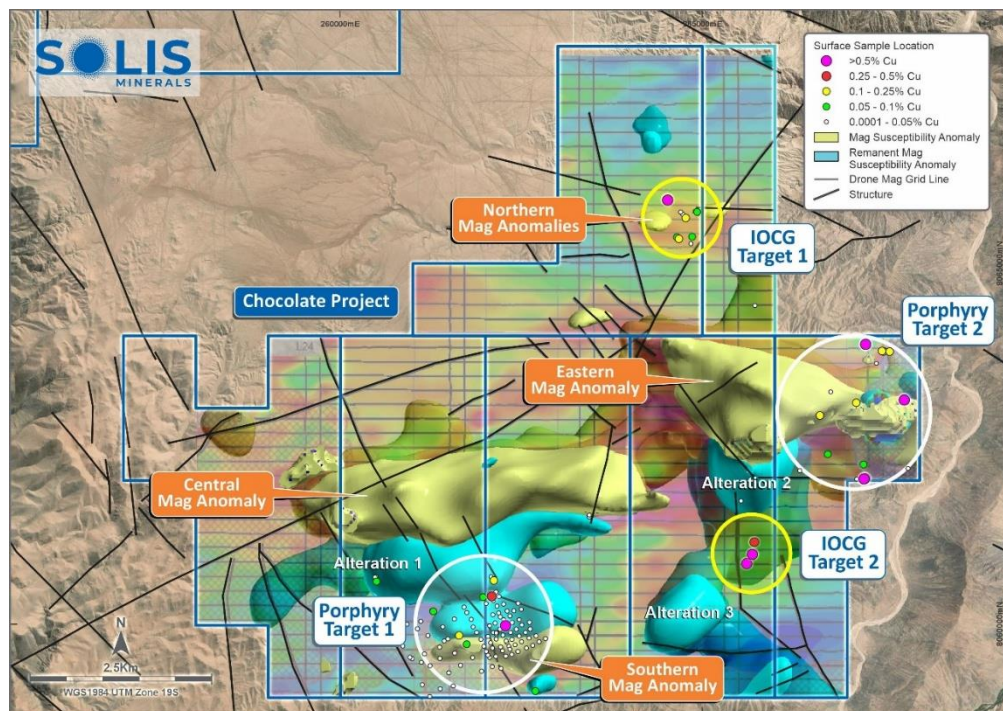 SOLIS
MINERALS
260000mE
265000mE
Surface Sample Location
>0.5% Cu
0.25 - 0.5% Cu
0.1 - 0.25% Cu
0.05 - 0.1% Cu
0.0001 - 0.05% Cu
Mag Susceptibility Anomaly
Remanent Mag
Susceptibility Anomaly
Drone Mag Grid Line
Structure
Northern
Mag Anomalies
IOCG
Target 1
Chocolate Project
Porphyry
Target 2
Eastern
Mag Anomaly
Central
Mag Anomaly
Alteration 2
Alteration 1
IOCG
Target 2
Porphyry
Target 1
Alteration 3
Southern
Mag Anomaly
N
2.5Km
WGS1984 UTM Zone 19S